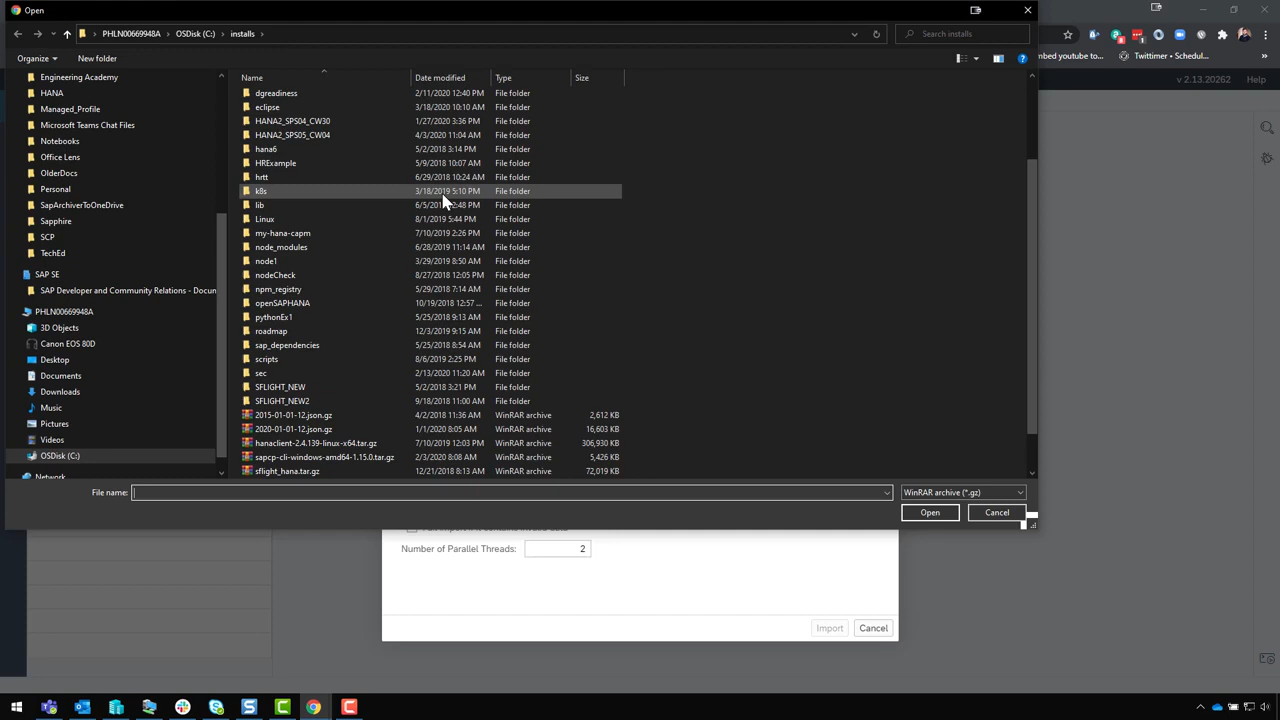 Open
PHLN00669948A > OSDisk (C:) > installs >
Search installs
Organize
New folder
Name
Date modified
Type
Size
Engineering Academy
HANA
Managed_Profile
Microsoft Teams Chat Files
Notebooks
Office Lens
OlderDocs
Personal
SapArchiverToOneDrive
Sapphire
SCP
TechEd
SAP SE
SAP Developer and Community Relations - Docun
PHLN00669948A
3D Objects
Canon EOS 80D
Desktop
Documents
Downloads
Music
Pictures
Videos
OSDisk (C:)
Network
dgreadiness 2/11/2020 12:40 PM File folder
eclipse 3/18/2020 10:10 AM File folder
HANA2_SPS04_CW30 1/27/2020 3:36 PM File folder
HANA2_SPS05_CW04 4/3/2020 11:04 AM File folder
hana6 5/2/2018 3:14 PM File folder
HRExample 5/9/2018 10:07 AM File folder
hrtt 6/29/2018 10:24 AM File folder
k8s 3/18/2019 5:10 PM File folder
lib 6/5/201 2:48 PM File folder
Linux 8/1/2019 5:44 PM File folder
my-hana-capm 7/10/2019 2:26 PM File folder
node_modules 6/28/2019 11:14 AM File folder
node1 3/29/2019 8:50 AM File folder
nodeCheck 8/27/2018 12:05 PM File folder
npm_registry 5/29/2018 7:14 AM File folder
openSAPHANA 10/19/2018 12:57 ... File folder
pythonEx1 5/25/2018 9:13 AM File folder
roadmap 12/3/2019 9:15 AM File folder
sap_dependencies 5/25/2018 8:54 AM File folder
scripts 8/6/2019 2:25 PM File folder
sec 2/13/2020 11:20 AM File folder
SFLIGHT_NEW 5/2/2018 3:21 PM File folder
SFLIGHT_NEW2 9/18/2018 11:00 AM File folder
2015-01-01-12.json.gz 4/2/2018 11:36 AM WinRAR archive 2,612 KB
2020-01-01-12.json.gz 1/1/2020 8:05 AM WinRAR archive 16,603 KB
hanaclient-2.4.139-linux-x64.tar.gz 7/10/2019 12:03 PM WinRAR archive 306,930 KB
sapcp-cli-windows-amd64-1.15.0.tar.gz 2/3/2020 8:08 AM WinRAR archive 5,426 KB
sflight_hana.tar.gz 12/21/2018 8:13 AM WinRAR archive 72,019 KB
File name:
WinRAR archive (*.gz)
Open
Cancel
mbed youtube to...
Twittimer + Schedul...
v 2.13.20262
Help
Number of Parallel Threads: 2
Import
Cancel